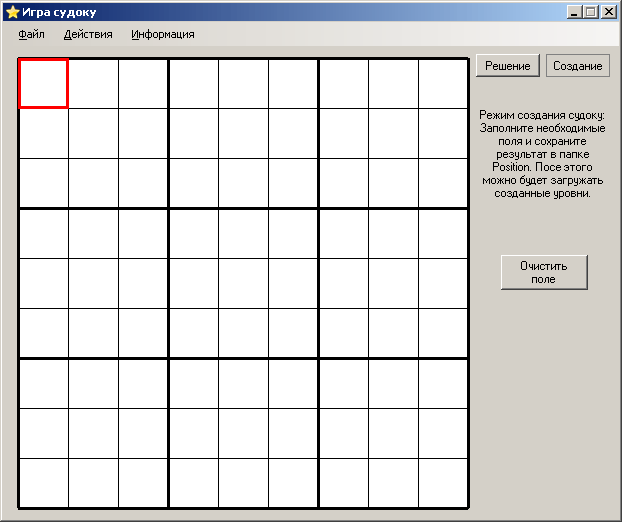 Игра судоку
Файл Действия Информация
Решение Создание
Режим создания судоку:
Заполните необходимые
поля и сохраните
результат в папке
Position. Посе этого
можно будет загружать
созданные уровни.
Очистить
поле